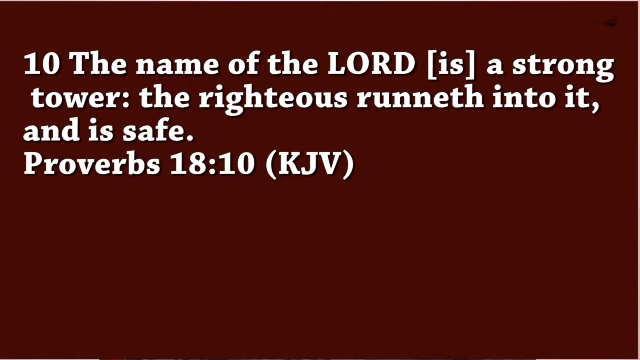 10 The name of the LORD [is] a strong
tower: the righteous runneth into it,
and is safe.
Proverbs 18:10 (KJV)